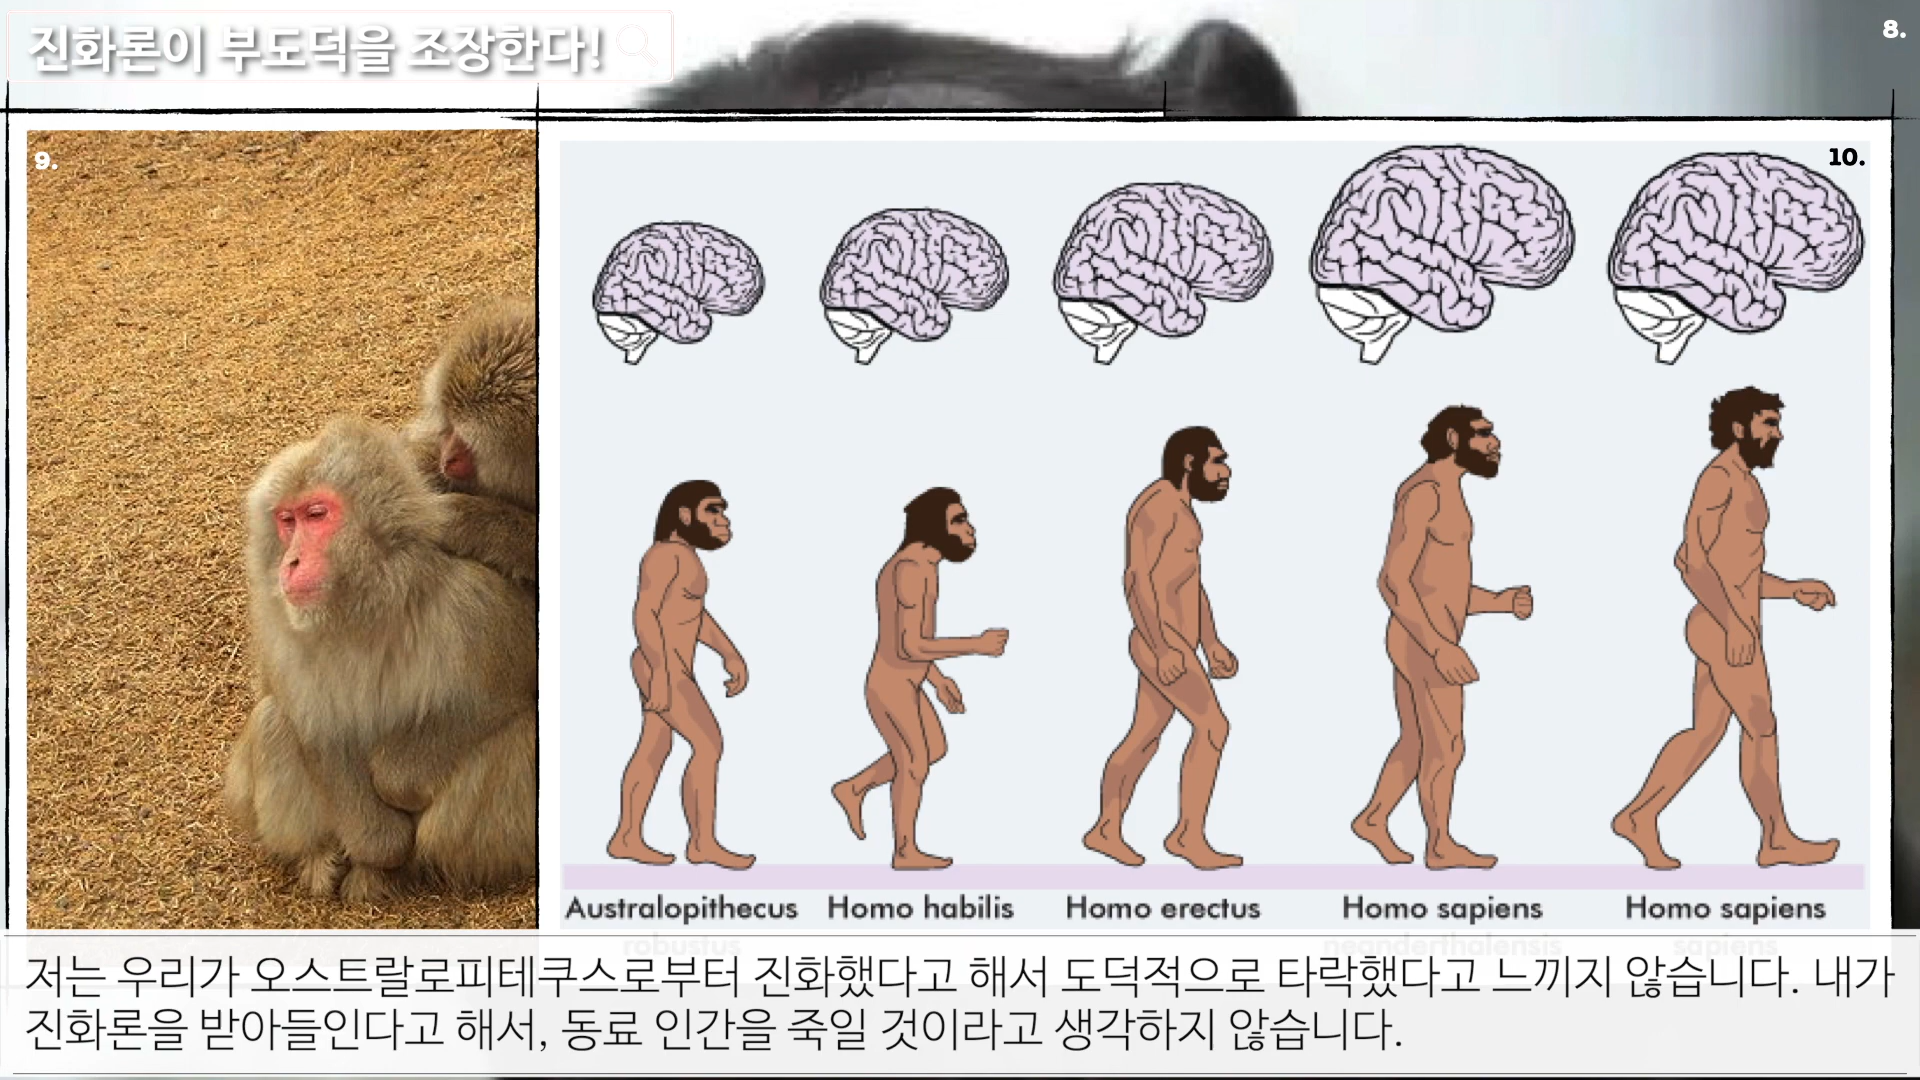 진화론이 부도덕을 조장한다!
8.
9.
10.
Australopithecus robustus
Homo habilis
Homo erectus
Homo sapiens neanderthalensis
Homo sapiens sapiens
저는 우리가 오스트랄로피테쿠스로부터 진화했다고 해서 도덕적으로 타락했다고 느끼지 않습니다. 내가
진화론을 받아들인다고 해서, 동료 인간을 죽일 것이라고 생각하지 않습니다.